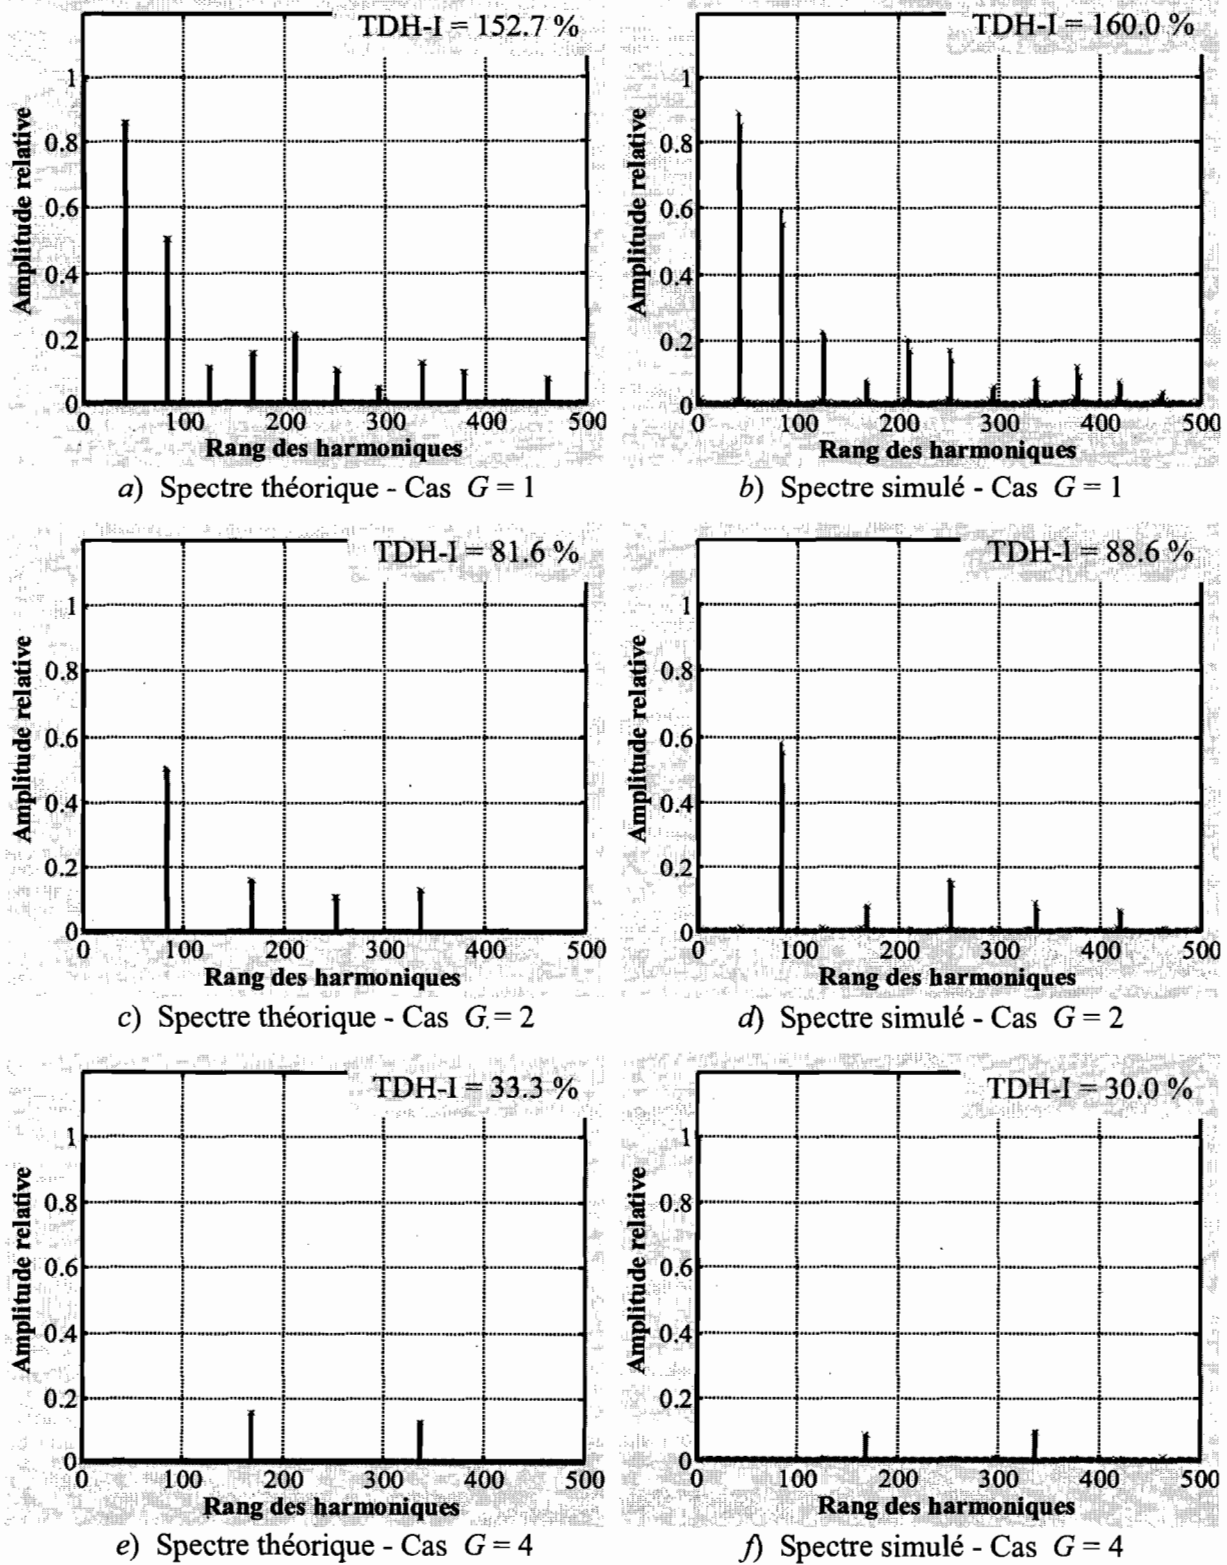 TDH-I = 152.7 %
Amplitude relative
1
0.8
0.6
0.4
0.2
0
0 100 200 300 400 500
Rang des harmoniques
a) Spectre théorique - Cas G = 1
TDH-I = 160.0 %
Amplitude relative
1
0.8
0.6
0.4
0.2
0
0 100 200 300 400 500
Rang des harmoniques
b) Spectre simulé - Cas G = 1
TDH-I = 81.6 %
Amplitude relative
1
0.8
0.6
0.4
0.2
0
0 100 200 300 400 500
Rang des harmoniques
c) Spectre théorique - Cas G = 2
TDH-I = 88.6 %
Amplitude relative
1
0.8
0.6
0.4
0.2
0
0 100 200 300 400 500
Rang des harmoniques
d) Spectre simulé - Cas G = 2
TDH-I = 33.3 %
Amplitude relative
1
0.8
0.6
0.4
0.2
0
0 100 200 300 400 500
Rang des harmoniques
e) Spectre théorique - Cas G = 4
TDH-I = 30.0 %
Amplitude relative
1
0.8
0.6
0.4
0.2
0
0 100 200 300 400 500
Rang des harmoniques
f) Spectre simulé - Cas G = 4